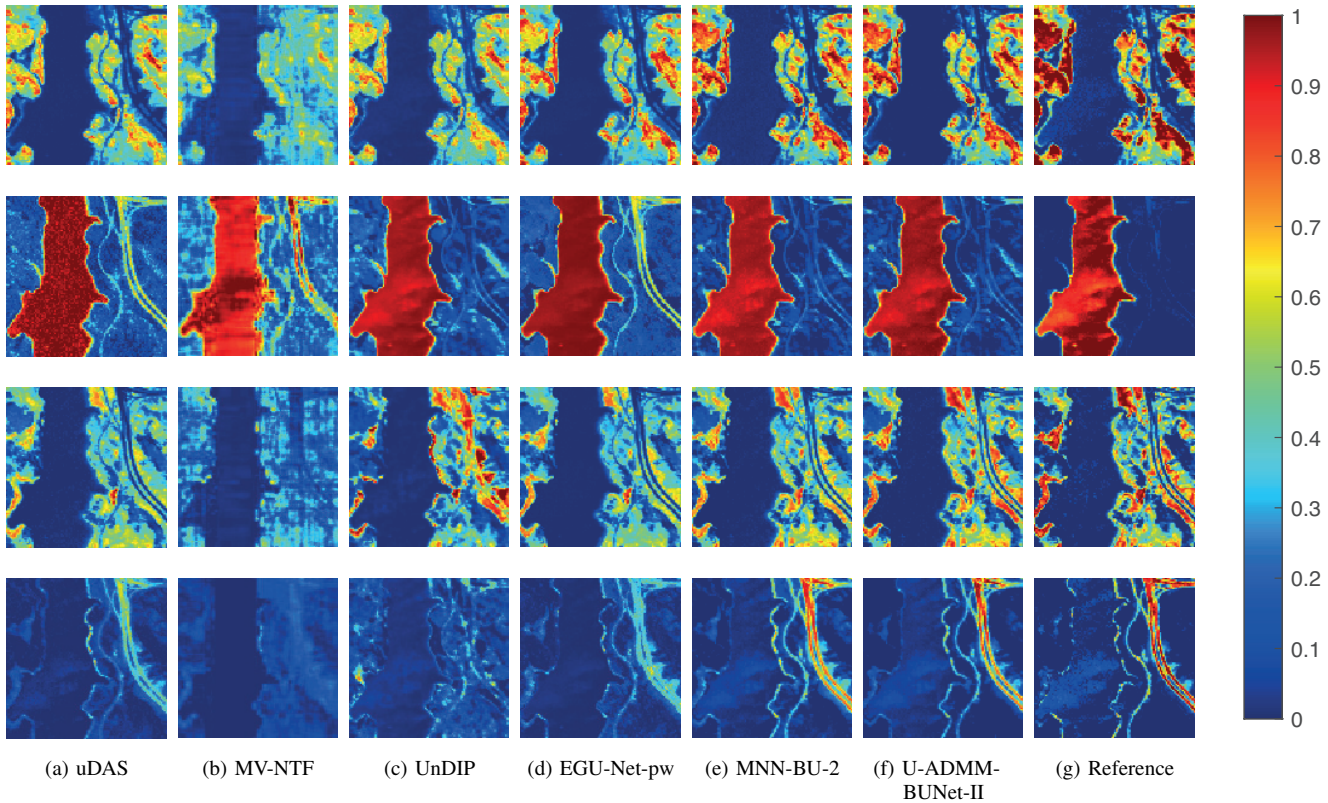 1
0.9
0.8
0.7
0.6
0.5
0.4
0.3
0.2
0.1
0
(a) uDAS
(b) MV-NTF
(c) UnDIP
(d) EGU-Net-pw
(e) MNN-BU-2
(f) U-ADMM-
BUNet-II
(g) Reference